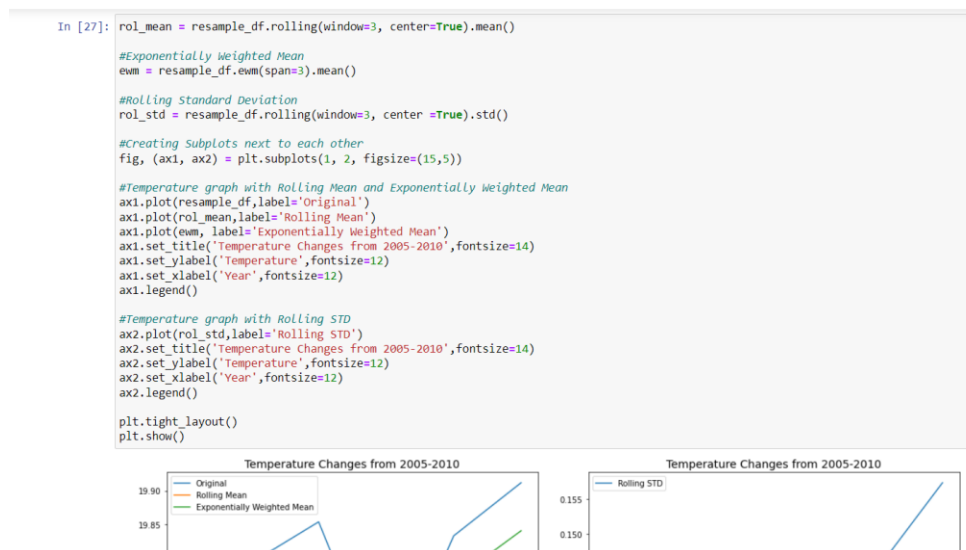 In [27]: rol_mean = resample_df.rolling(window=3, center=True).mean()
#Exponentially Weighted Mean
ewm = resample_df.ewm(span=3).mean()
#Rolling Standard Deviation
rol_std = resample_df.rolling(window=3, center =True).std()
#Creating Subplots next to each other
fig, (ax1, ax2) = plt.subplots(1, 2, figsize=(15,5))
#Temperature graph with Rolling Mean and Exponentially Weighted Mean
ax1.plot(resample_df,label='Original')
ax1.plot(rol_mean,label='Rolling Mean')
ax1.plot(ewm, label='Exponentially Weighted Mean')
ax1.set_title('Temperature Changes from 2005-2010',fontsize=14)
ax1.set_ylabel('Temperature',fontsize=12)
ax1.set_xlabel('Year',fontsize=12)
ax1.legend()
#Temperature graph with Rolling STD
ax2.plot(rol_std,label='Rolling STD')
ax2.set_title('Temperature Changes from 2005-2010',fontsize=14)
ax2.set_ylabel('Temperature',fontsize=12)
ax2.set_xlabel('Year',fontsize=12)
ax2.legend()
plt.tight_layout()
plt.show()
Temperature Changes from 2005-2010
Original
Rolling Mean
Exponentially Weighted Mean
19.90
19.85
Temperature Changes from 2005-2010
Rolling STD
0.155
0.150